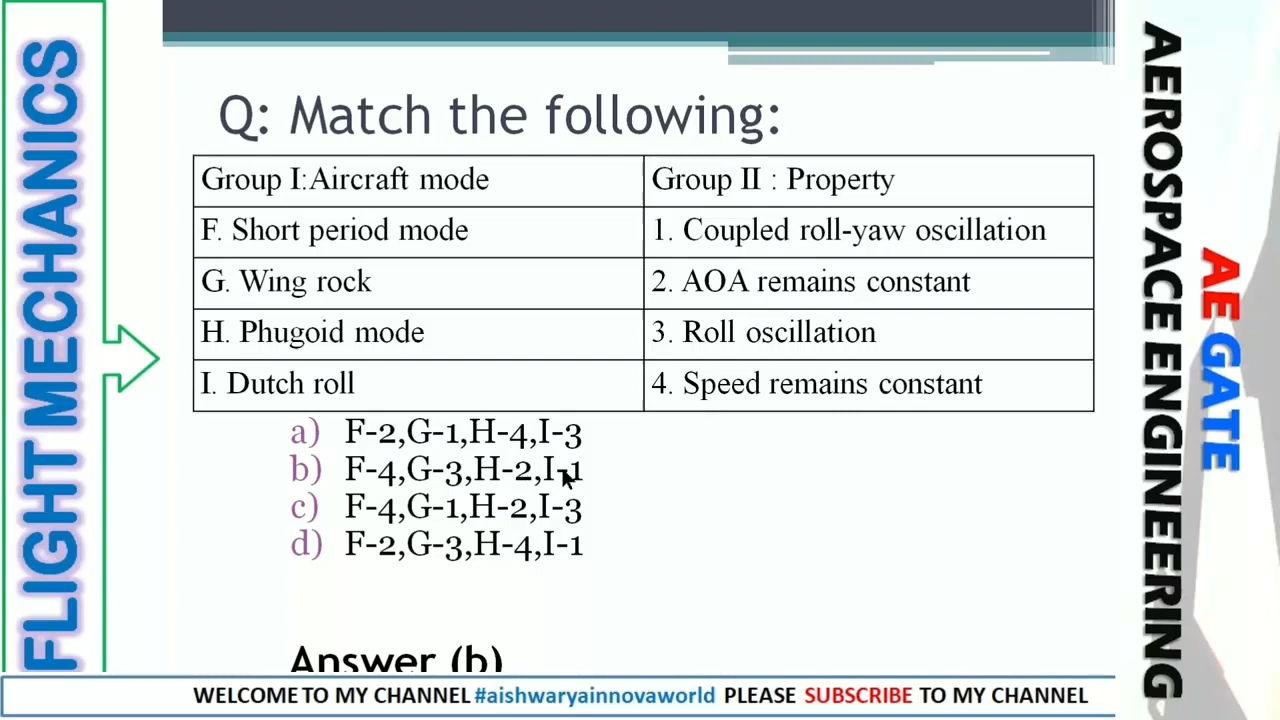 FLIGHT MECHANICS
Q: Match the following:
Group I:Aircraft mode
Group II : Property
F. Short period mode
1. Coupled roll-yaw oscillation
G. Wing rock
2. AOA remains constant
H. Phugoid mode
3. Roll oscillation
I. Dutch roll
4. Speed remains constant
a) F-2,G-1,H-4,I-3
b) F-4,G-3,H-2,I-1
c) F-4,G-1,H-2,I-3
d) F-2,G-3,H-4,I-1
Answer (b)
AE GATE
AEROSPACE ENGINEERING
WELCOME TO MY CHANNEL #aishwaryainnovaworld PLEASE SUBSCRIBE TO MY CHANNEL